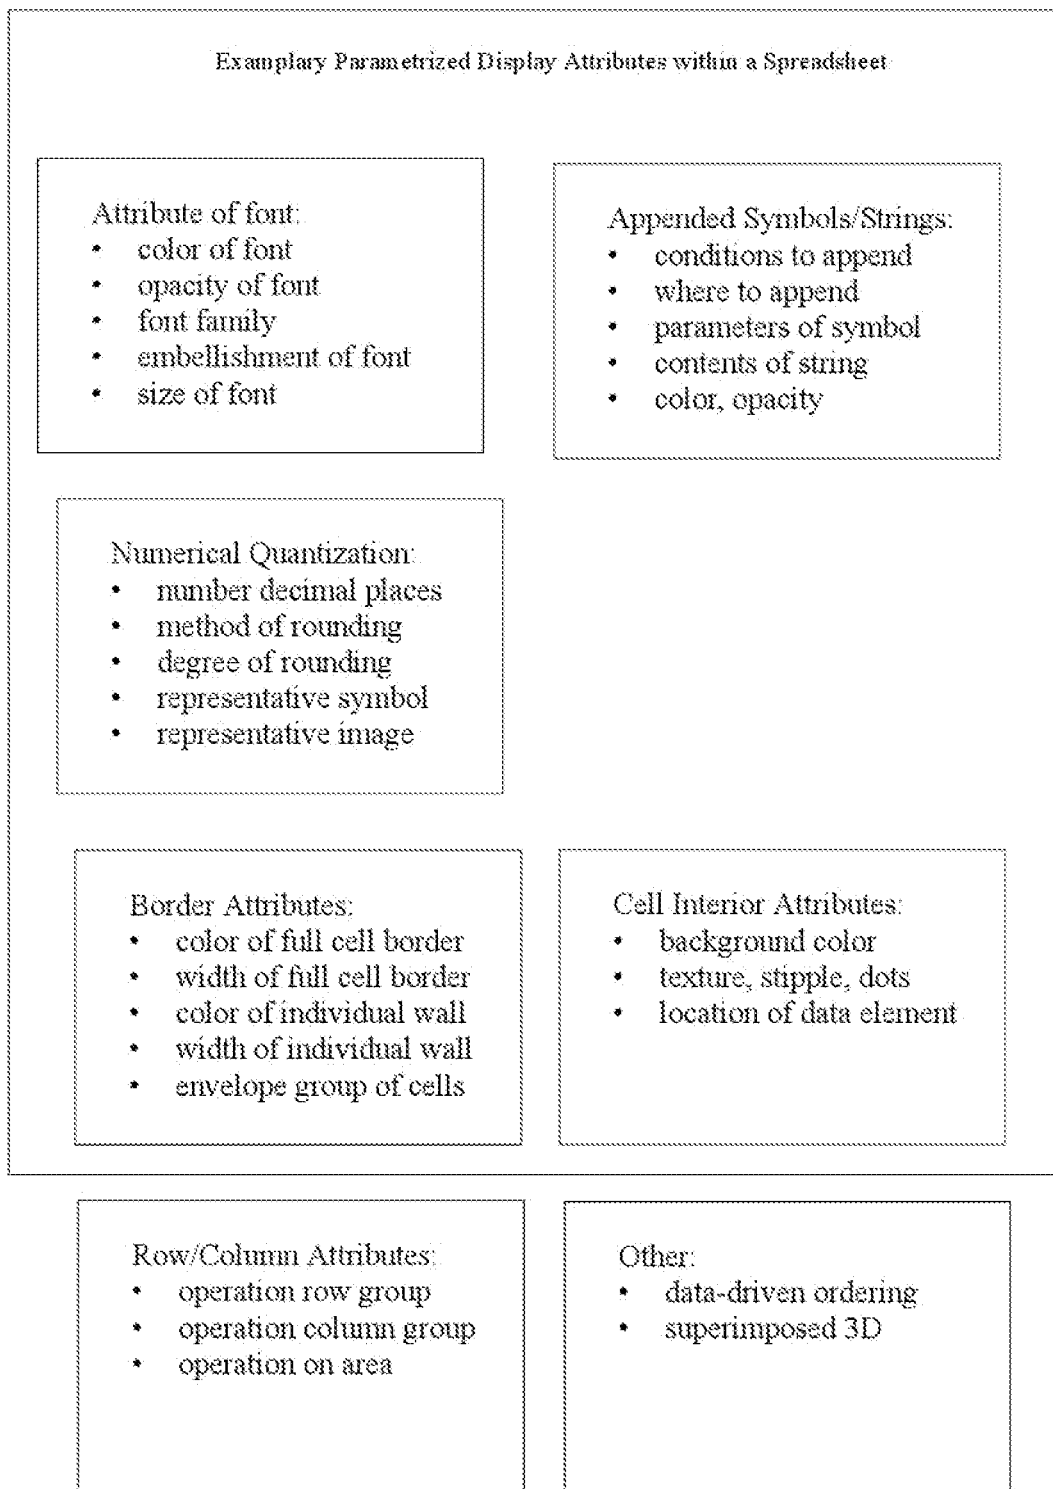 Examplary Parametrized Display Attributes within a Spreadsheet
Attribute of font:
• color of font
• opacity of font
• font family
• embellishment of font
• size of font
Appended Symbols/Strings:
• conditions to append
• where to append
• parameters of symbol
• contents of string
• color, opacity
Numerical Quantization:
• number decimal places
• method of rounding
• degree of rounding
• representative symbol
• representative image
Border Attributes:
• color of full cell border
• width of full cell border
• color of individual wall
• width of individual wall
• envelope group of cells
Cell Interior Attributes:
• background color
• texture, stipple, dots
• location of data element
Row/Column Attributes:
• operation row group
• operation column group
• operation on area
Other:
• data-driven ordering
• superimposed 3D